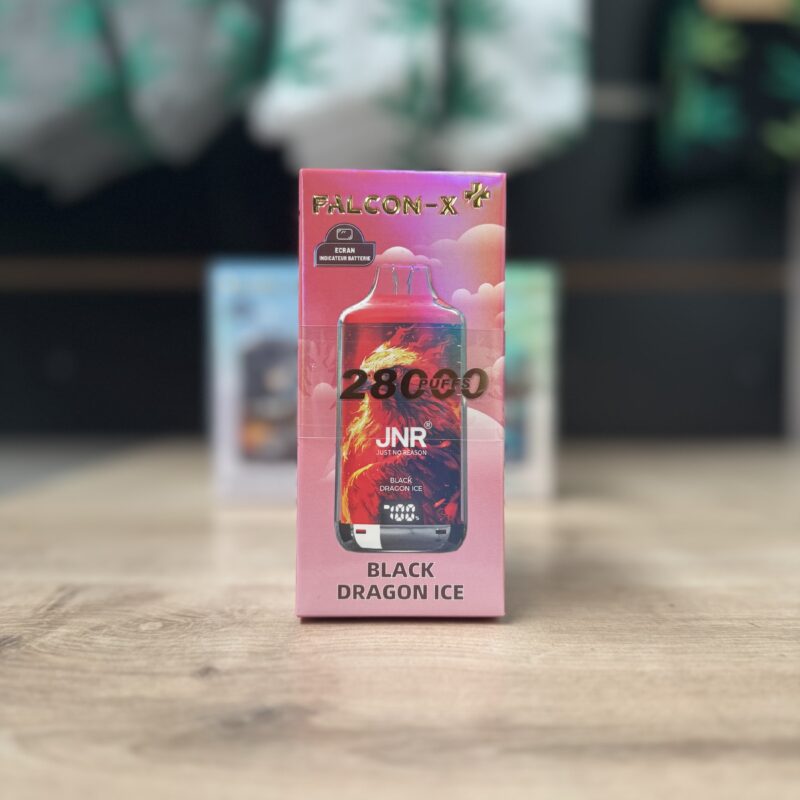 FALCON-X
ECRAN
INDICATEUR BATTERIE
28000 PUFFS
JNR®
JUST NO REASON
BLACK
DRAGON ICE
100%
BLACK
DRAGON ICE